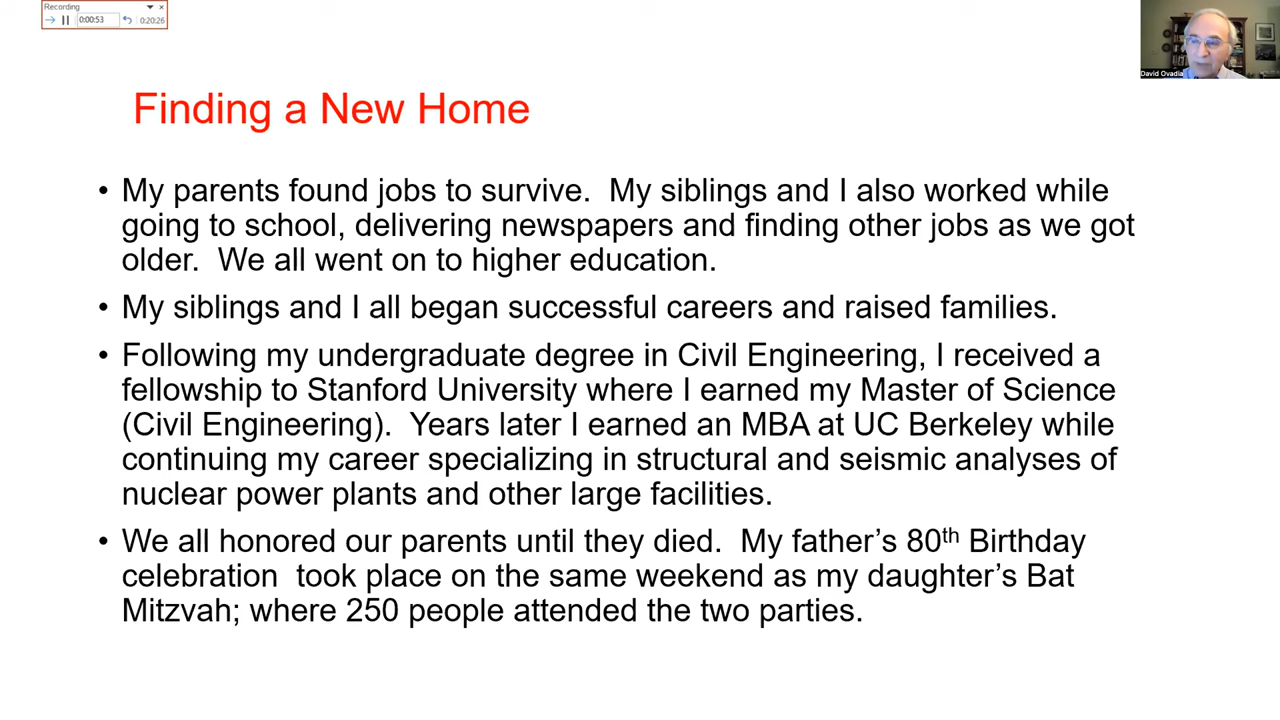 Recording
0:00:53
0:20:26
David Ovadia
Finding a New Home
• My parents found jobs to survive.  My siblings and I also worked while
going to school, delivering newspapers and finding other jobs as we got
older.  We all went on to higher education.
• My siblings and I all began successful careers and raised families.
• Following my undergraduate degree in Civil Engineering, I received a
fellowship to Stanford University where I earned my Master of Science
(Civil Engineering).  Years later I earned an MBA at UC Berkeley while
continuing my career specializing in structural and seismic analyses of
nuclear power plants and other large facilities.
• We all honored our parents until they died.  My father’s 80th Birthday
celebration  took place on the same weekend as my daughter’s Bat
Mitzvah; where 250 people attended the two parties.